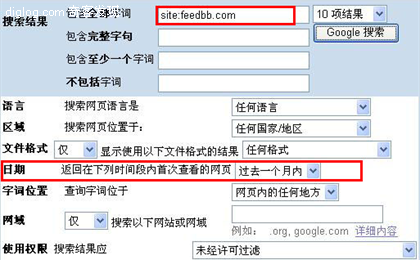 搜索结果
包含全部字词 site:feedbb.com 10 项结果
包含完整字句 Google 搜索
包含至少一个字词
不包括字词
语言 搜索网页语言是 任何语言
区域 搜索网页位置于: 任何国家/地区
文件格式 仅 显示使用以下文件格式的结果 任何格式
日期 返回在下列时间段内首次查看的网页 过去一个月内
字词位置 查询字词位于 网页内的任何地方
网域 仅 搜索以下网站或网域
例如: .org, google.com 详细内容
使用权限 搜索结果应 未经许可过滤